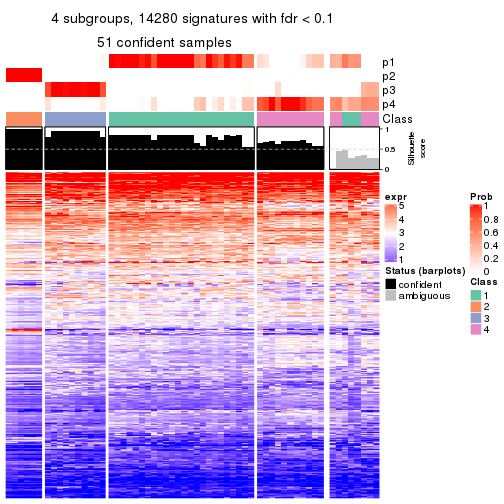 4 subgroups, 14280 signatures with fdr < 0.1
51 confident samples
p1
p2
p3
p4
Class
1
0.5
0
Silhouette
score
expr
5
4
3
2
1
Status (barplots)
confident
ambiguous
Prob
1
0.8
0.6
0.4
0.2
0
Class
1
2
3
4